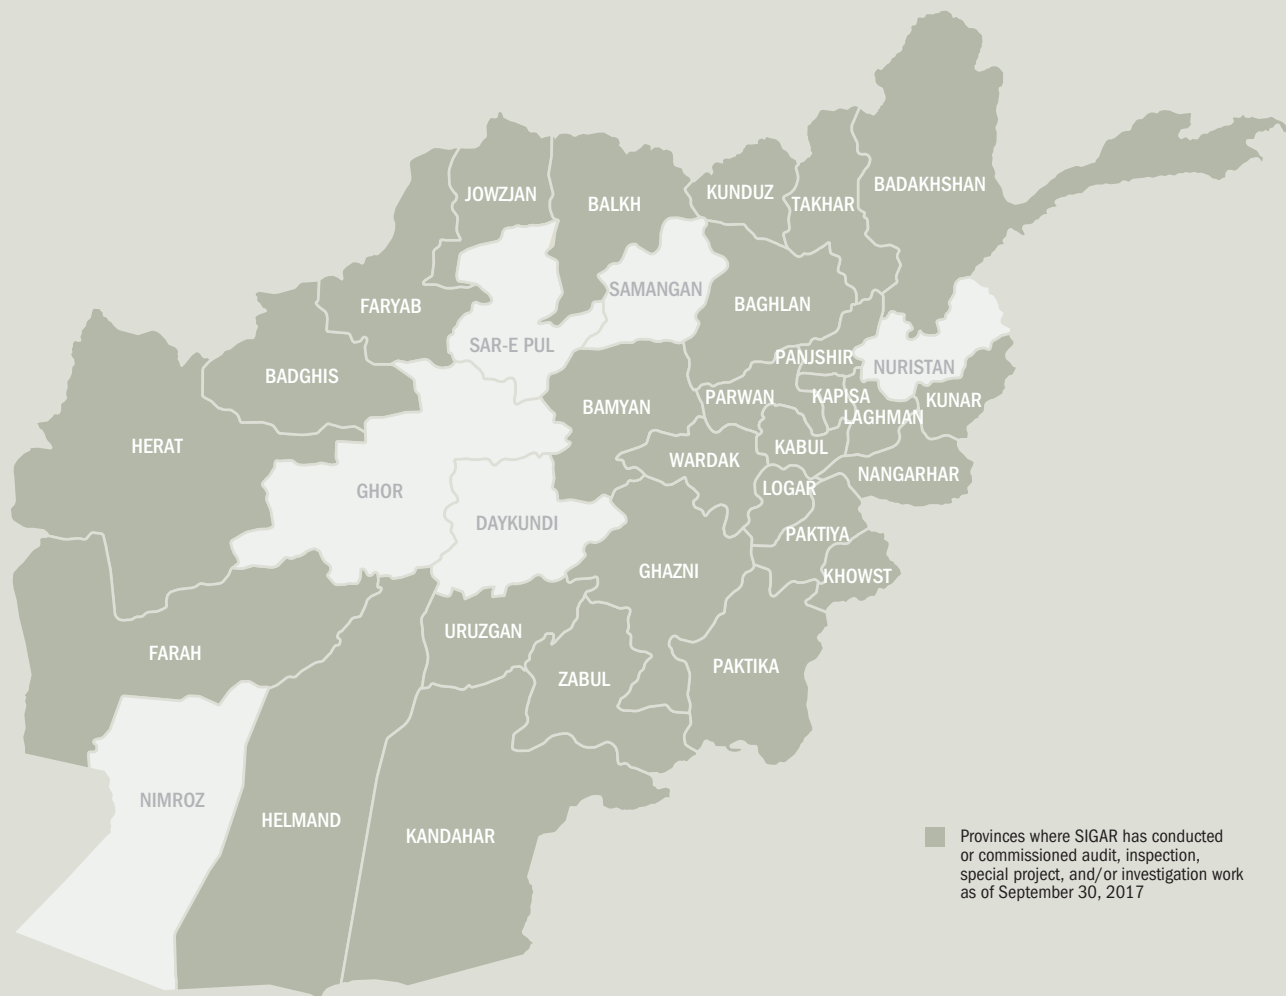 BADAKHSHAN
JOWZJAN
KUNDUZ
BALKH
TAKHAR
SAMANGAN
FARYAB
BAGHLAN
SAR-E PUL
PANJSHIR
NURISTAN
BADGHIS
PARWAN
KAPISA
KUNAR
BAMYAN
LAGHMAN
HERAT
KABUL
WARDAK
NANGARHAR
GHOR
LOGAR
DAYKUNDI
PAKTIYA
GHAZNI
KHOWST
URUZGAN
FARAH
PAKTIKA
ZABUL
NIMROZ
HELMAND
KANDAHAR
Provinces where SIGAR has conducted
or commissioned audit, inspection,
special project, and/or investigation work
as of September 30, 2017